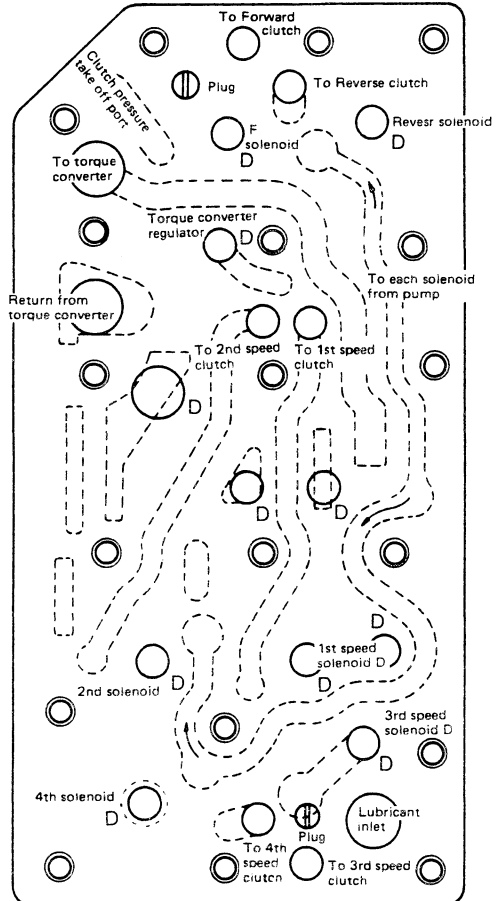 To Forward
clutch
Clutch pressure
take off port
Plug
To Reverse clutch
F
solenoid
D
Revesr solenoid
D
To torque
converter
Torque converter
regulator
D
To each solenoid
from pump
Return from
torque converter
To 2nd speed
clutch
To 1st speed
clutch
D
D
D
D
1st speed
solenoid D
D
2nd solenoid
D
3rd speed
solenoid D
D
4th solenoid
D
Lubricant
inlet
Plug
To 4th
speed
clutch
To 3rd speed
clutch